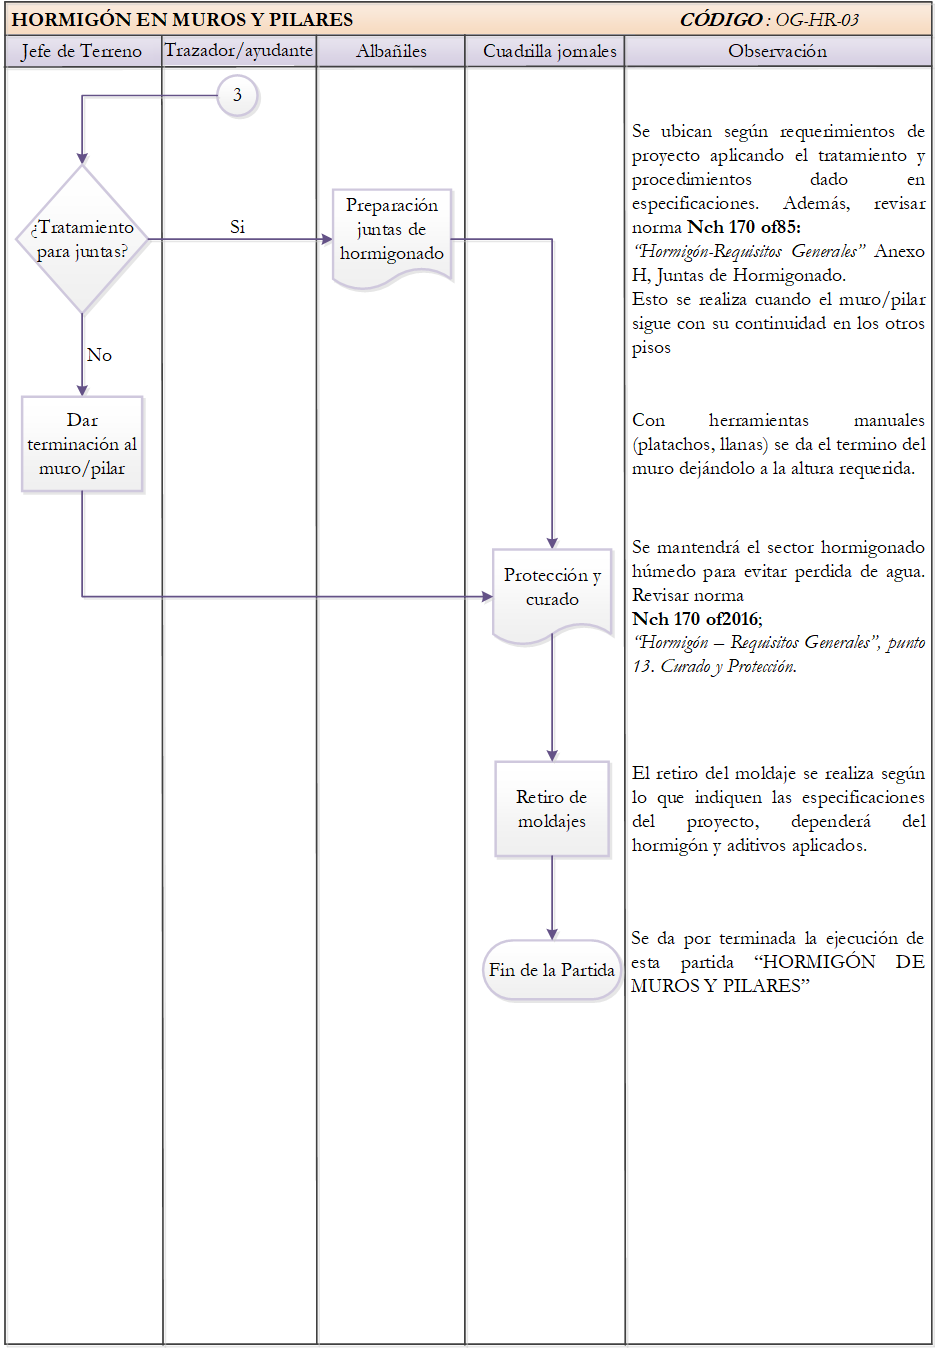 HORMIGÓN EN MUROS Y PILARES CÓDIGO : OG-HR-03
Jefe de Terreno Trazador/ayudante Albañiles Cuadrilla jornales Observación
3
Se ubican según requerimientos de
proyecto aplicando el tratamiento y
procedimientos dado en
especificaciones. Además, revisar
norma Nch 170 of85:
“Hormigón-Requisitos Generales” Anexo
H, Juntas de Hormigonado.
Esto se realiza cuando el muro/pilar
sigue con su continuidad en los otros
pisos
¿Tratamiento
para juntas?
Si
Preparación
juntas de
hormigonado
No
Dar
terminación al
muro/pilar
Con herramientas manuales
(platachos, llanas) se da el termino del
muro dejándolo a la altura requerida.
Protección y
curado
Se mantendrá el sector hormigonado
húmedo para evitar perdida de agua.
Revisar norma
Nch 170 of2016;
“Hormigón – Requisitos Generales”, punto
13. Curado y Protección.
Retiro de
moldajes
El retiro del moldaje se realiza según
lo que indiquen las especificaciones
del proyecto, dependerá del
hormigón y aditivos aplicados.
Fin de la Partida
Se da por terminada la ejecución de
esta partida “HORMIGÓN DE
MUROS Y PILARES”